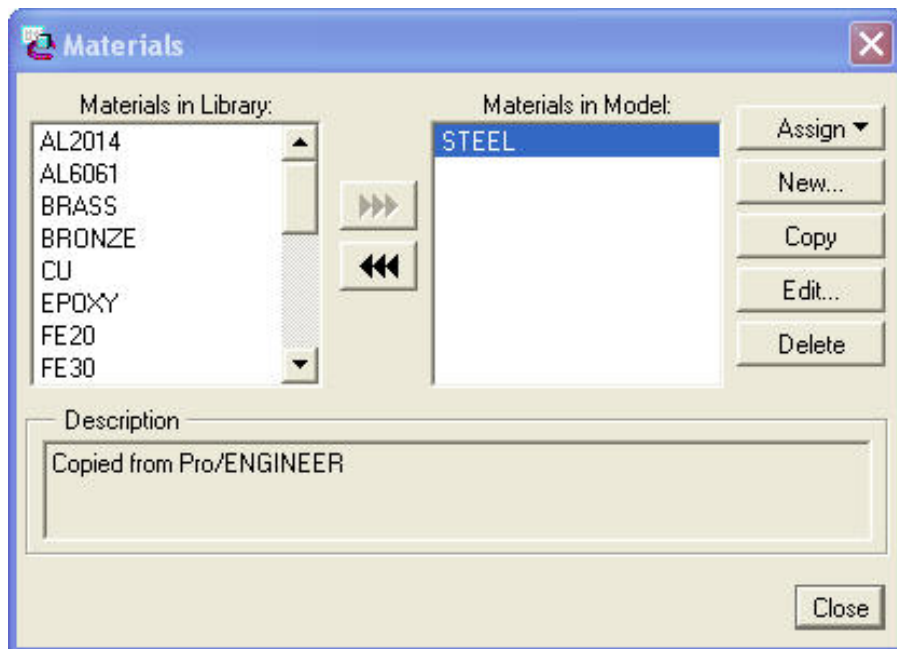 Materials
Materials in Library:
AL2014
AL6061
BRASS
BRONZE
CU
EPOXY
FE20
FE30
Materials in Model:
STEEL
Assign
New...
Copy
Edit...
Delete
Description
Copied from Pro/ENGINEER
Close